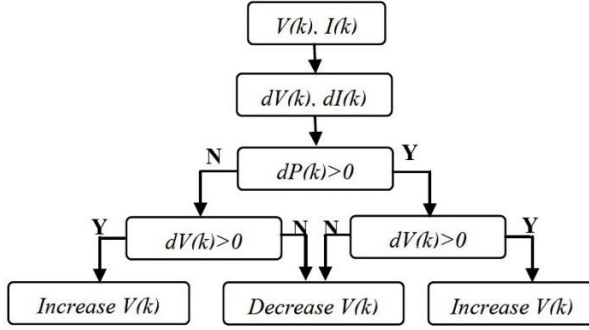 V(k), I(k)
dV(k), dI(k)
N
Y
dP(k)>0
Y
dV(k)>0
N
N
dV(k)>0
Y
Increase V(k)
Decrease V(k)
Increase V(k)